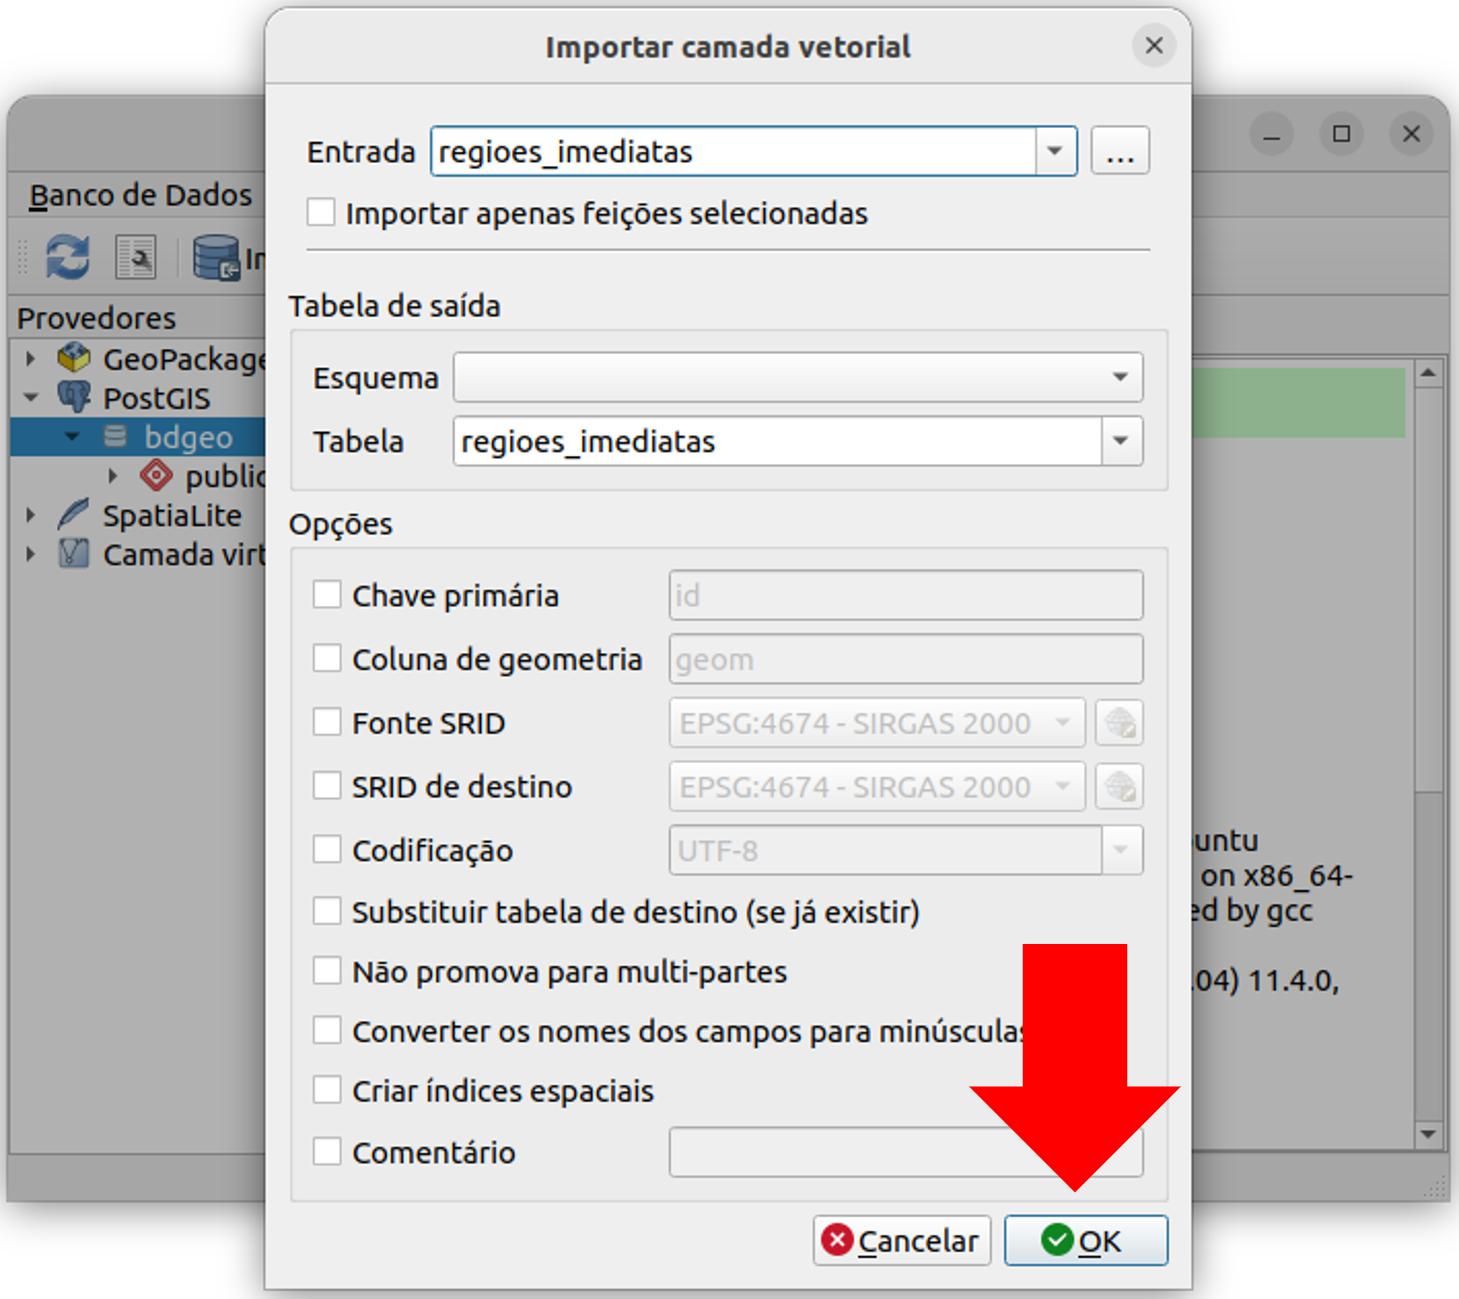 Importar camada vetorial
Entrada regioes_imediatas ...
Importar apenas feições selecionadas
Banco de Dados
Provedores
GeoPackage
PostGIS
bdgeo
public
SpatiaLite
Camada virt
Tabela de saída
Esquema
Tabela regioes_imediatas
Opções
Chave primária id
Coluna de geometria geom
Fonte SRID EPSG:4674 - SIRGAS 2000
SRID de destino EPSG:4674 - SIRGAS 2000
Codificação UTF-8
Substituir tabela de destino (se já existir)
Não promova para multi-partes
Converter os nomes dos campos para minúsculas
Criar índices espaciais
Comentário
untu
on x86_64-
ed by gcc
.04) 11.4.0,
Cancelar OK